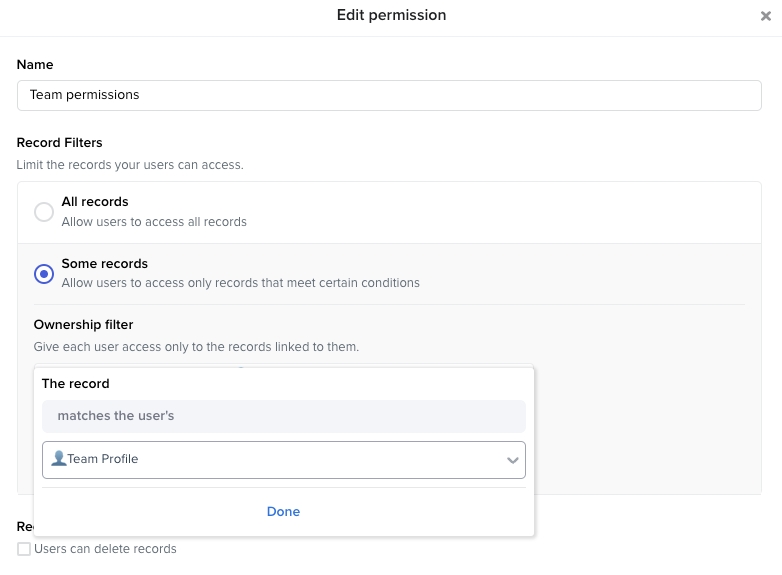 Edit permission
Name
Team permissions
Record Filters
Limit the records your users can access.
All records
Allow users to access all records
Some records
Allow users to access only records that meet certain conditions
Ownership filter
Give each user access only to the records linked to them.
The record
matches the user's
Team Profile
Done
Users can delete records